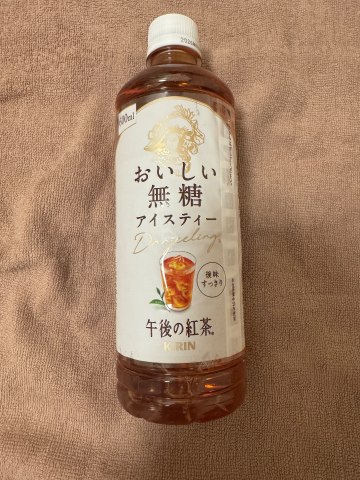 600ml
おいしい
無糖
アイスティー
Darjeeling
後味
すっきり
午後の紅茶®
KIRIN